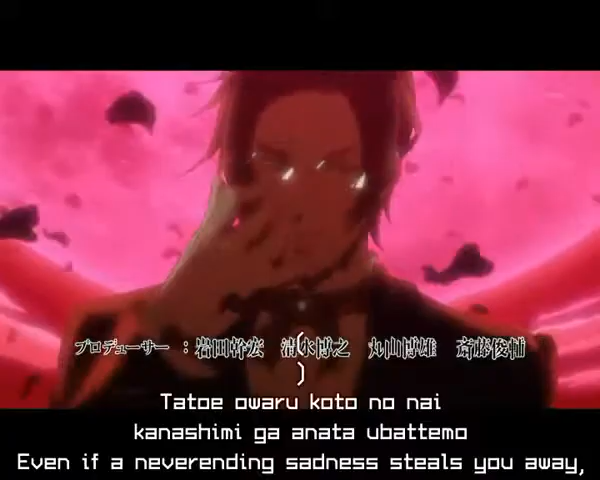 プロデューサー : 岩田幹宏 清水博之 丸山博雄 斎藤俊輔
(
)
Tatoe owaru koto no nai
kanashimi ga anata ubattemo
Even if a neverending sadness steals you away,